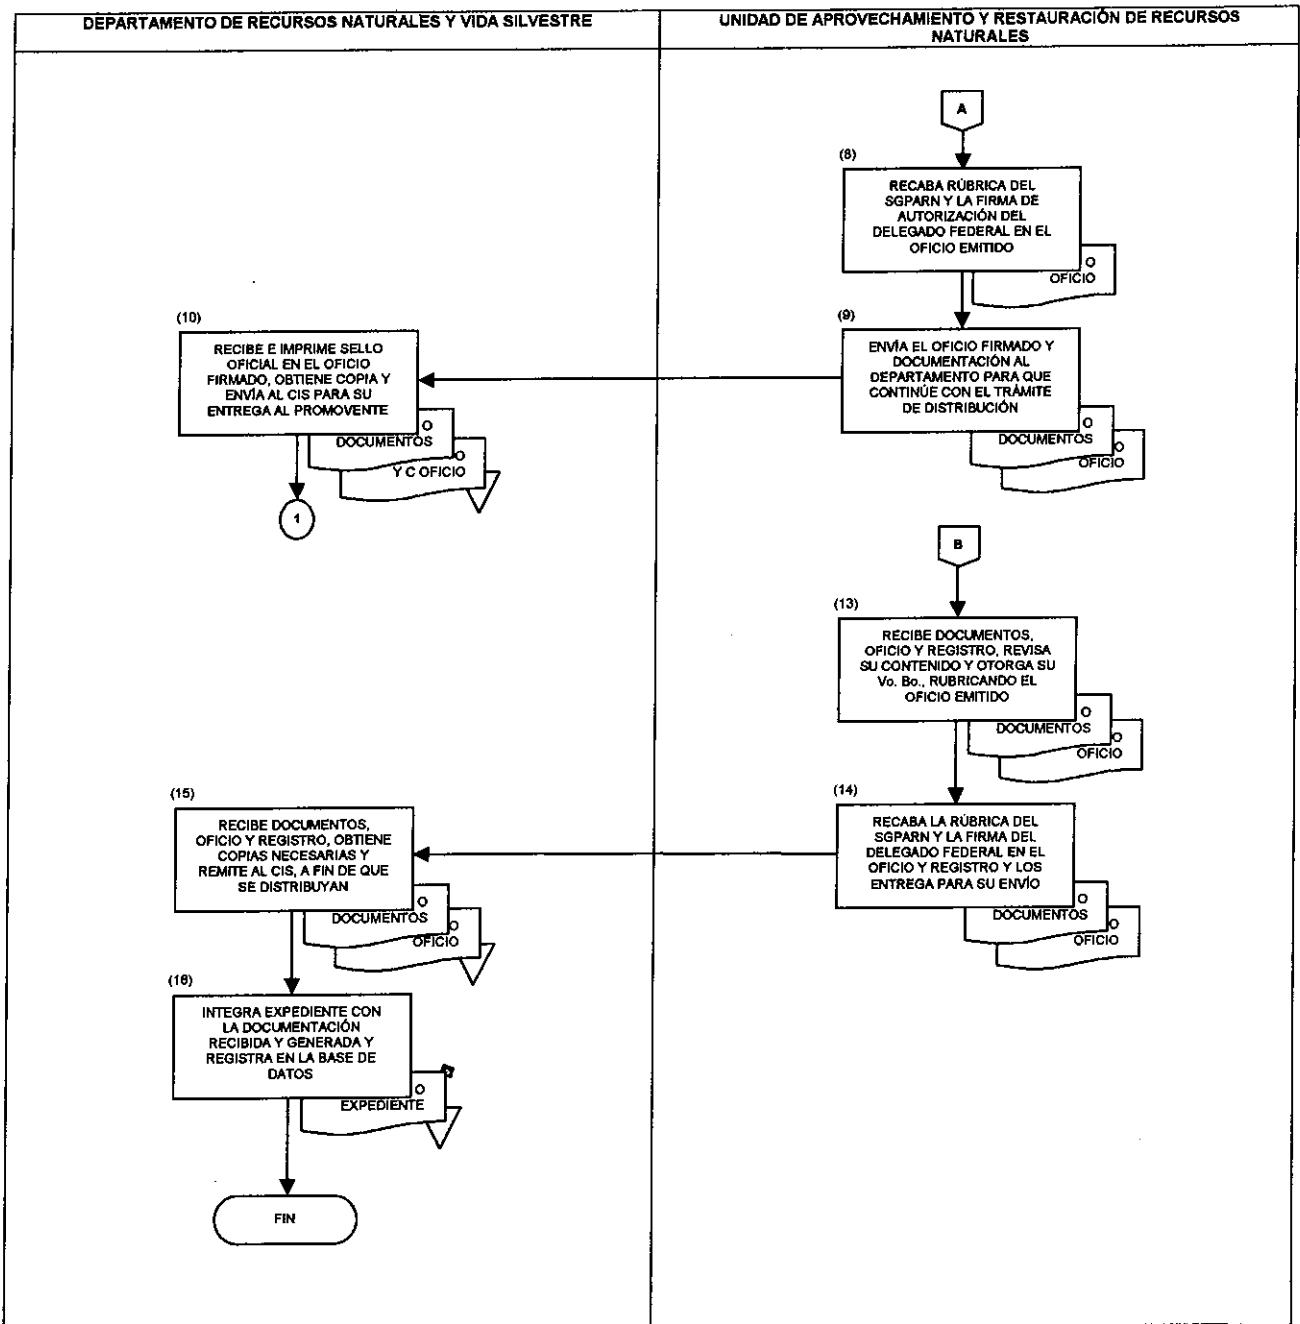 DEPARTAMENTO DE RECURSOS NATURALES Y VIDA SILVESTRE
UNIDAD DE APROVECHAMIENTO Y RESTAURACIÓN DE RECURSOS
NATURALES
A
(8)
RECABA RÚBRICA DEL
SGPARN Y LA FIRMA DE
AUTORIZACIÓN DEL
DELEGADO FEDERAL EN EL
OFICIO EMITIDO
O
OFICIO
(9)
ENVÍA EL OFICIO FIRMADO Y
DOCUMENTACIÓN AL
DEPARTAMENTO PARA QUE
CONTINÚE CON EL TRÁMITE
DE DISTRIBUCIÓN
O
DOCUMENTOS
O
OFICIO
(10)
RECIBE E IMPRIME SELLO
OFICIAL EN EL OFICIO
FIRMADO, OBTIENE COPIA Y
ENVÍA AL CIS PARA SU
ENTREGA AL PROMOVENTE
O
DOCUMENTOS
O
Y C OFICIO
1
B
(13)
RECIBE DOCUMENTOS,
OFICIO Y REGISTRO, REVISA
SU CONTENIDO Y OTORGA SU
Vo. Bo., RUBRICANDO EL
OFICIO EMITIDO
O
DOCUMENTOS
O
OFICIO
(14)
RECABA LA RÚBRICA DEL
SGPARN Y LA FIRMA DEL
DELEGADO FEDERAL EN EL
OFICIO Y REGISTRO Y LOS
ENTREGA PARA SU ENVÍO
O
DOCUMENTOS
O
OFICIO
(15)
RECIBE DOCUMENTOS,
OFICIO Y REGISTRO, OBTIENE
COPIAS NECESARIAS Y
REMITE AL CIS, A FIN DE QUE
SE DISTRIBUYAN
O
DOCUMENTOS
O
OFICIO
(16)
INTEGRA EXPEDIENTE CON
LA DOCUMENTACIÓN
RECIBIDA Y GENERADA Y
REGISTRA EN LA BASE DE
DATOS
O
EXPEDIENTE
FIN